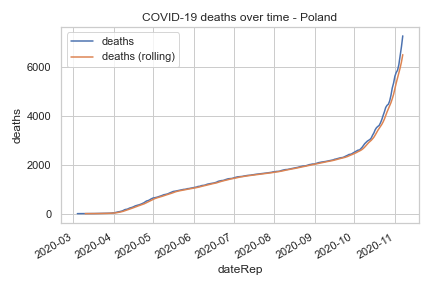 COVID-19 deaths over time - Poland
deaths
deaths (rolling)
deaths
6000
4000
2000
0
2020-03
2020-04
2020-05
2020-06
2020-07
2020-08
2020-09
2020-10
2020-11
dateRep